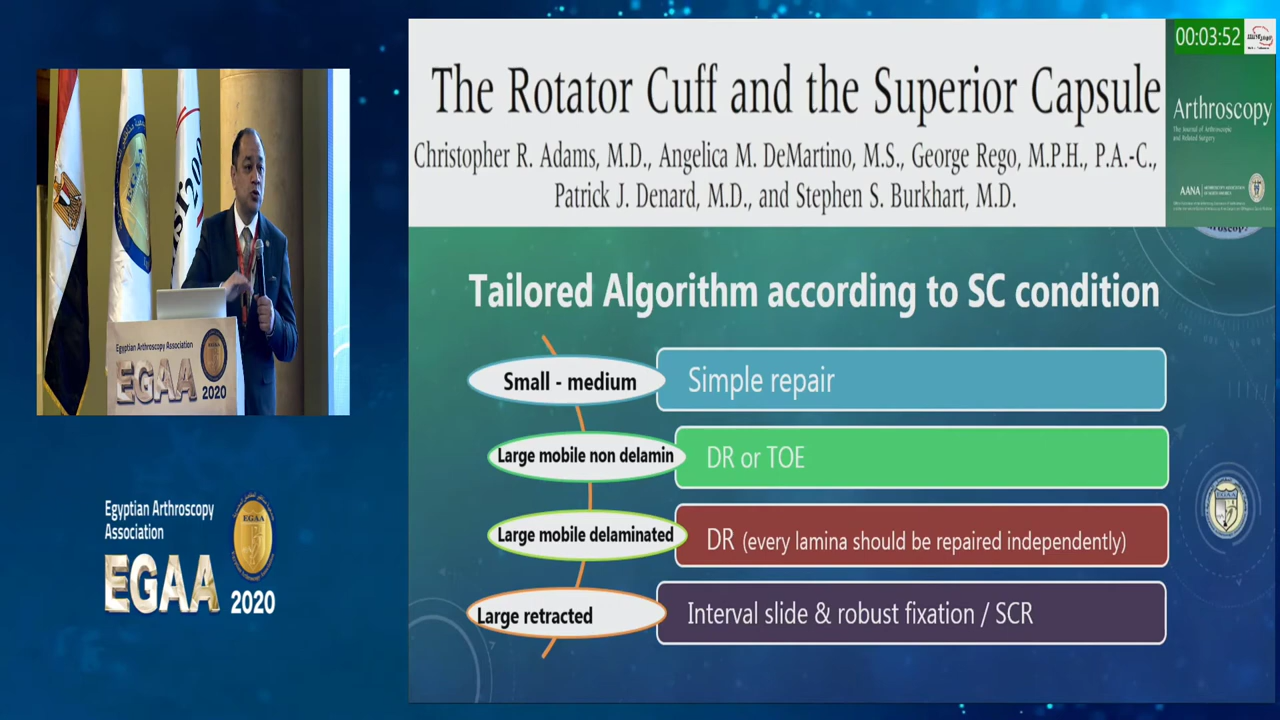 The Rotator Cuff and the Superior Capsule
Christopher R. Adams, M.D., Angelica M. DeMartino, M.S., George Rego, M.P.H., P.A.-C.,
Patrick J. Denard, M.D., and Stephen S. Burkhart, M.D.
00:03:52
Arthroscopy
The Journal of Arthroscopic
and Related Surgery
AANA
Tailored Algorithm according to SC condition
Small - medium
Simple repair
Large mobile non delamin
DR or TOE
Large mobile delaminated
DR (every lamina should be repaired independently)
Large retracted
Interval slide & robust fixation / SCR
Egyptian Arthroscopy Association
EGAA
2020
Egyptian Arthroscopy
Association
EGAA
EGAA 2020